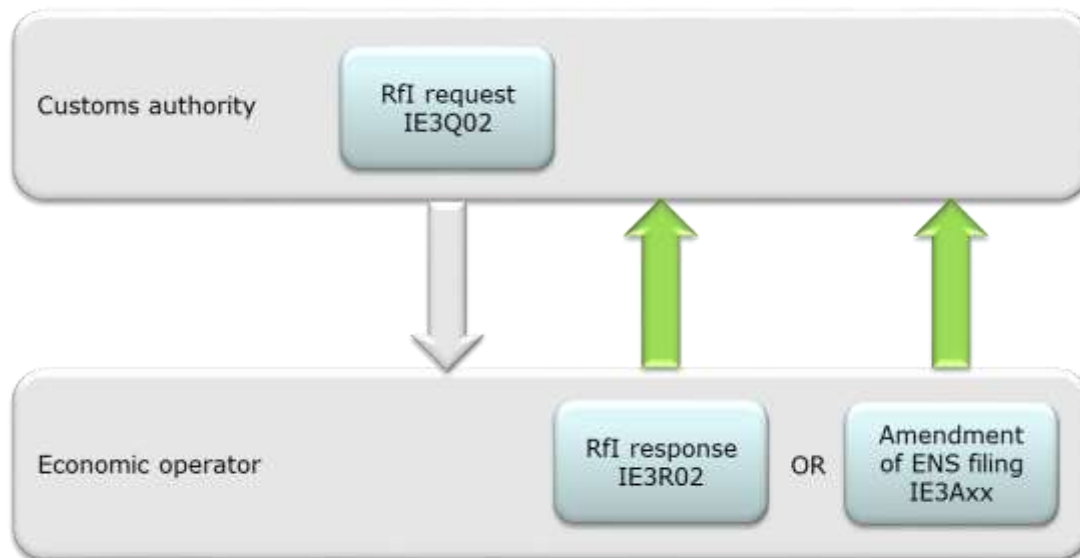 Customs authority
RfI request
IE3Q02
Economic operator
RfI response
IE3R02
OR
Amendment
of ENS filing
IE3Axx